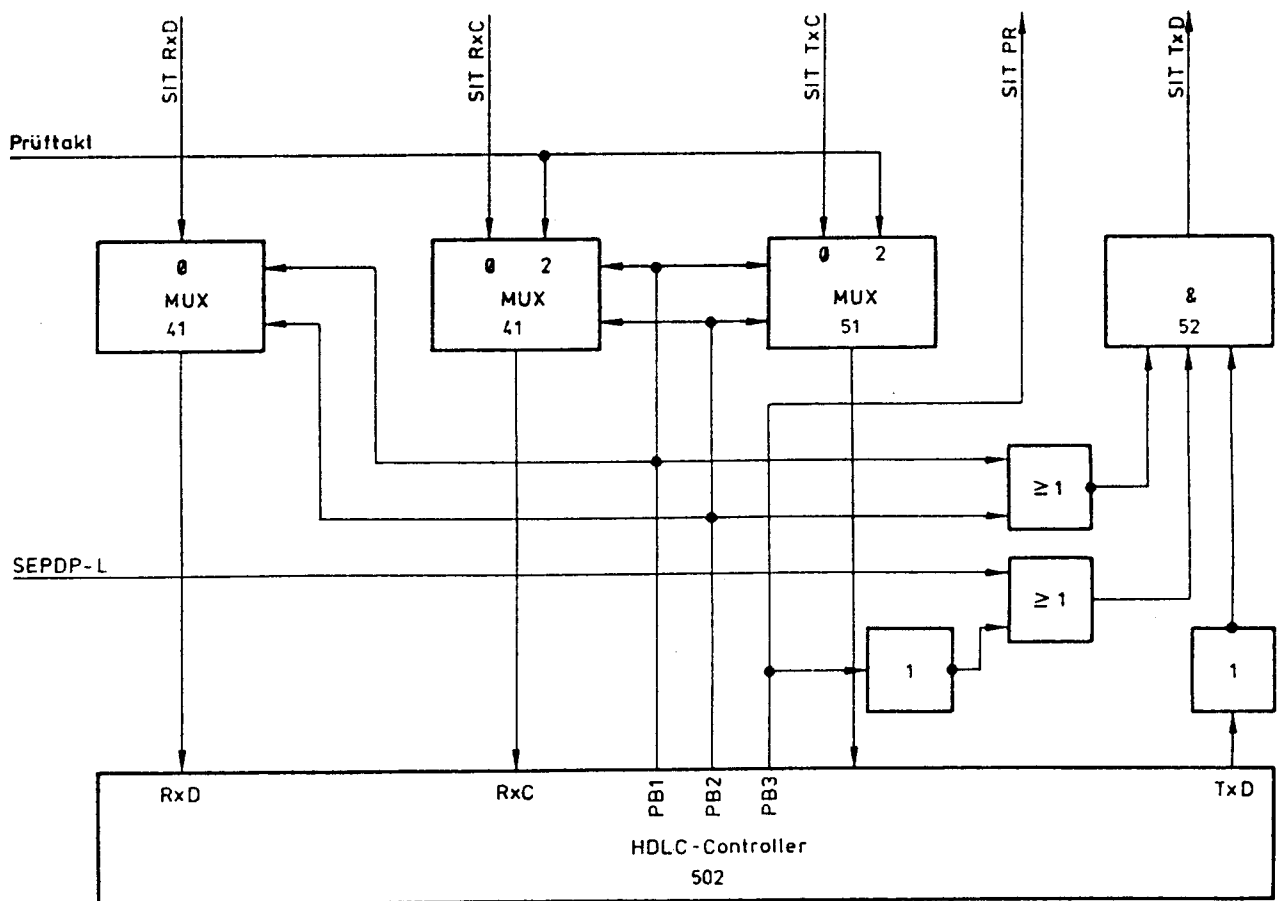 SIT RxD
SIT RxC
SIT TxC
SIT PR
SIT TxD
Prüftakt
0
MUX
41
0 2
MUX
41
0 2
MUX
51
&
52
≥1
SEPDP-L
≥1
1
1
RxD
RxC
PB1
PB2
PB3
TxD
HDLC-Controller
502